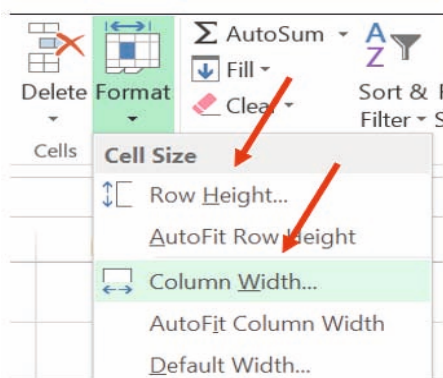 Delete Format
Σ AutoSum
Fill
Clear
A
Z
Sort &
Filter
Cells
Cell Size
Row Height...
AutoFit Row Height
Column Width...
AutoFit Column Width
Default Width...